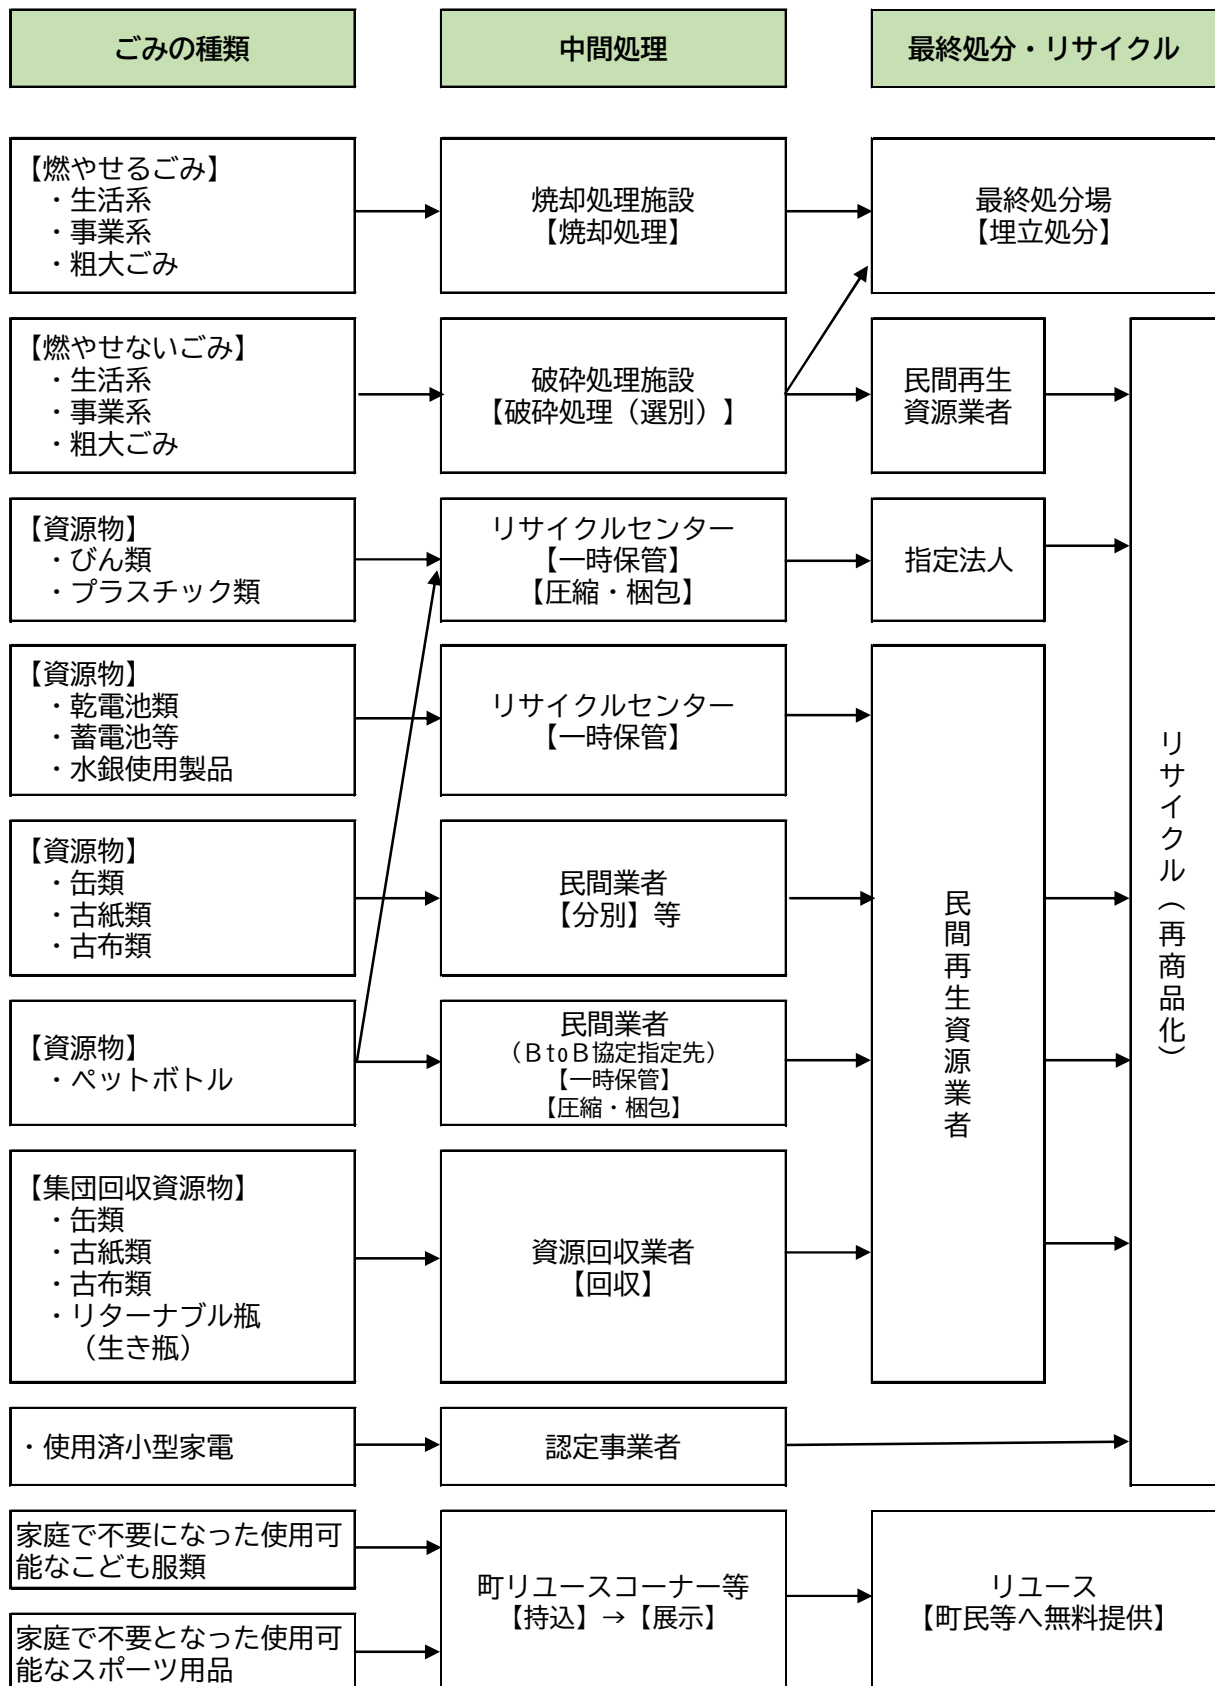 ごみの種類
中間処理
最終処分・リサイクル
【燃やせるごみ】
・生活系
・事業系
・粗大ごみ
焼却処理施設
【焼却処理】
最終処分場
【埋立処分】
【燃やせないごみ】
・生活系
・事業系
・粗大ごみ
破砕処理施設
【破砕処理（選別）】
民間再生
資源業者
【資源物】
・びん類
・プラスチック類
リサイクルセンター
【一時保管】
【圧縮・梱包】
指定法人
【資源物】
・乾電池類
・蓄電池等
・水銀使用製品
リサイクルセンター
【一時保管】
【資源物】
・缶類
・古紙類
・古布類
民間業者
【分別】等
【資源物】
・ペットボトル
民間業者
（ＢtoＢ協定指定先）
【一時保管】
【圧縮・梱包】
【集団回収資源物】
・缶類
・古紙類
・古布類
・リターナブル瓶
（生き瓶）
資源回収業者
【回収】
民間再生資源業者
リサイクル（再商品化）
・使用済小型家電
認定事業者
家庭で不要になった使用可
能なこども服類
家庭で不要となった使用可
能なスポーツ用品
町リユースコーナー等
【持込】→【展示】
リユース
【町民等へ無料提供】